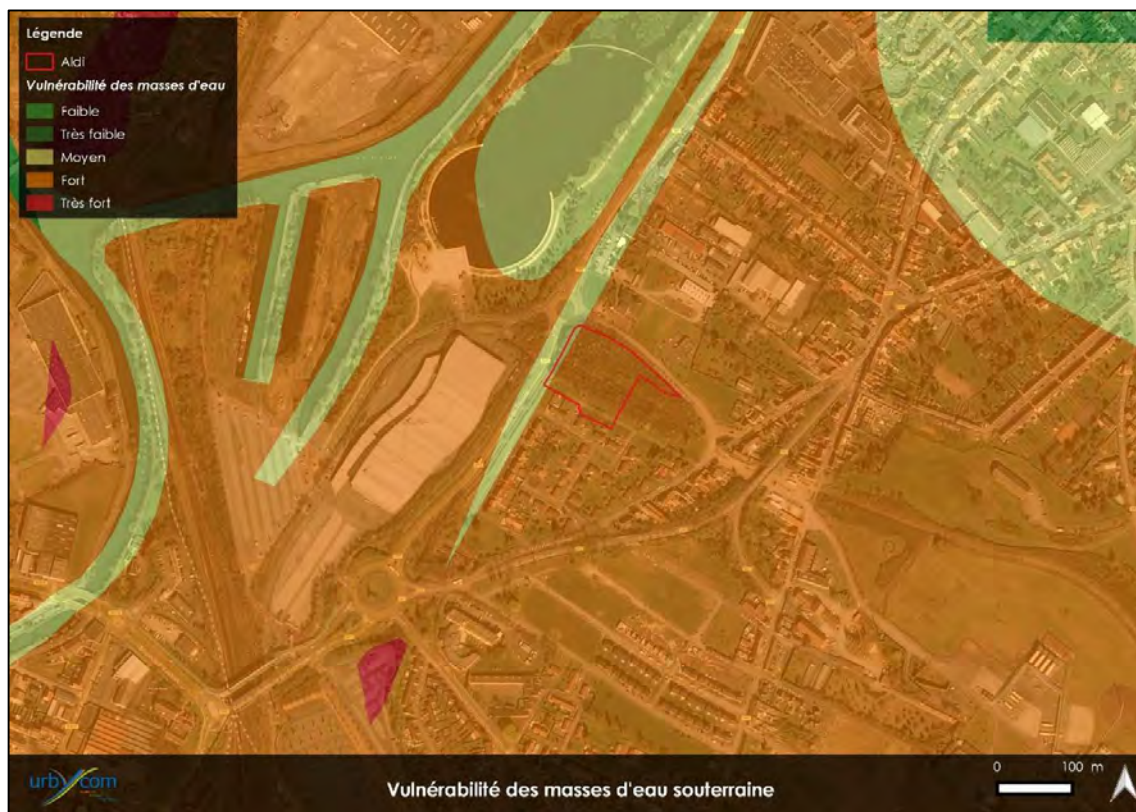 Légende
Aldi
Vulnérabilité des masses d'eau
Faible
Très faible
Moyen
Fort
Très fort
urbycom
Vulnérabilité des masses d'eau souterraine
0 100 m